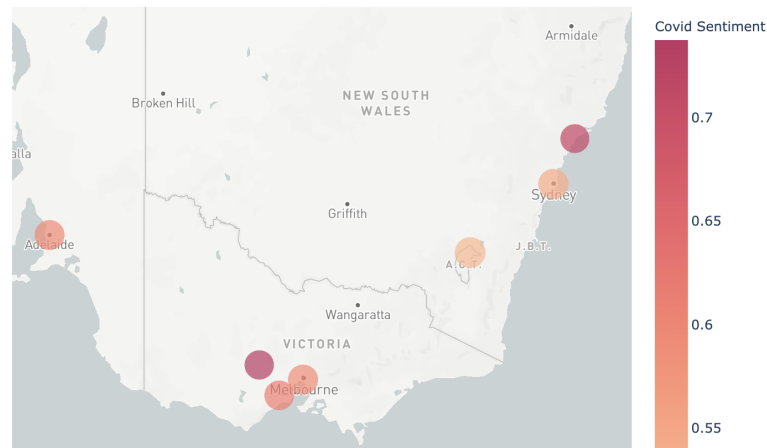 Covid Sentiment
Armidale
NEW SOUTH
WALES
Broken Hill
0.7
alla
Sydney
Griffith
0.65
Adelaide
J.B.T.
A.C.T.
Wangaratta
0.6
VICTORIA
Melbourne
0.55